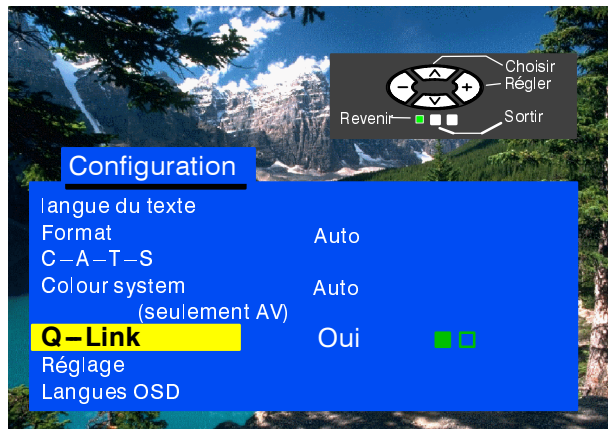 Choisir
Régler
Revenir
Sortir
Configuration
langue du texte
Format Auto
C–A–T–S
Colour system Auto
(seulement AV)
Q–Link Oui
Réglage
Langues OSD